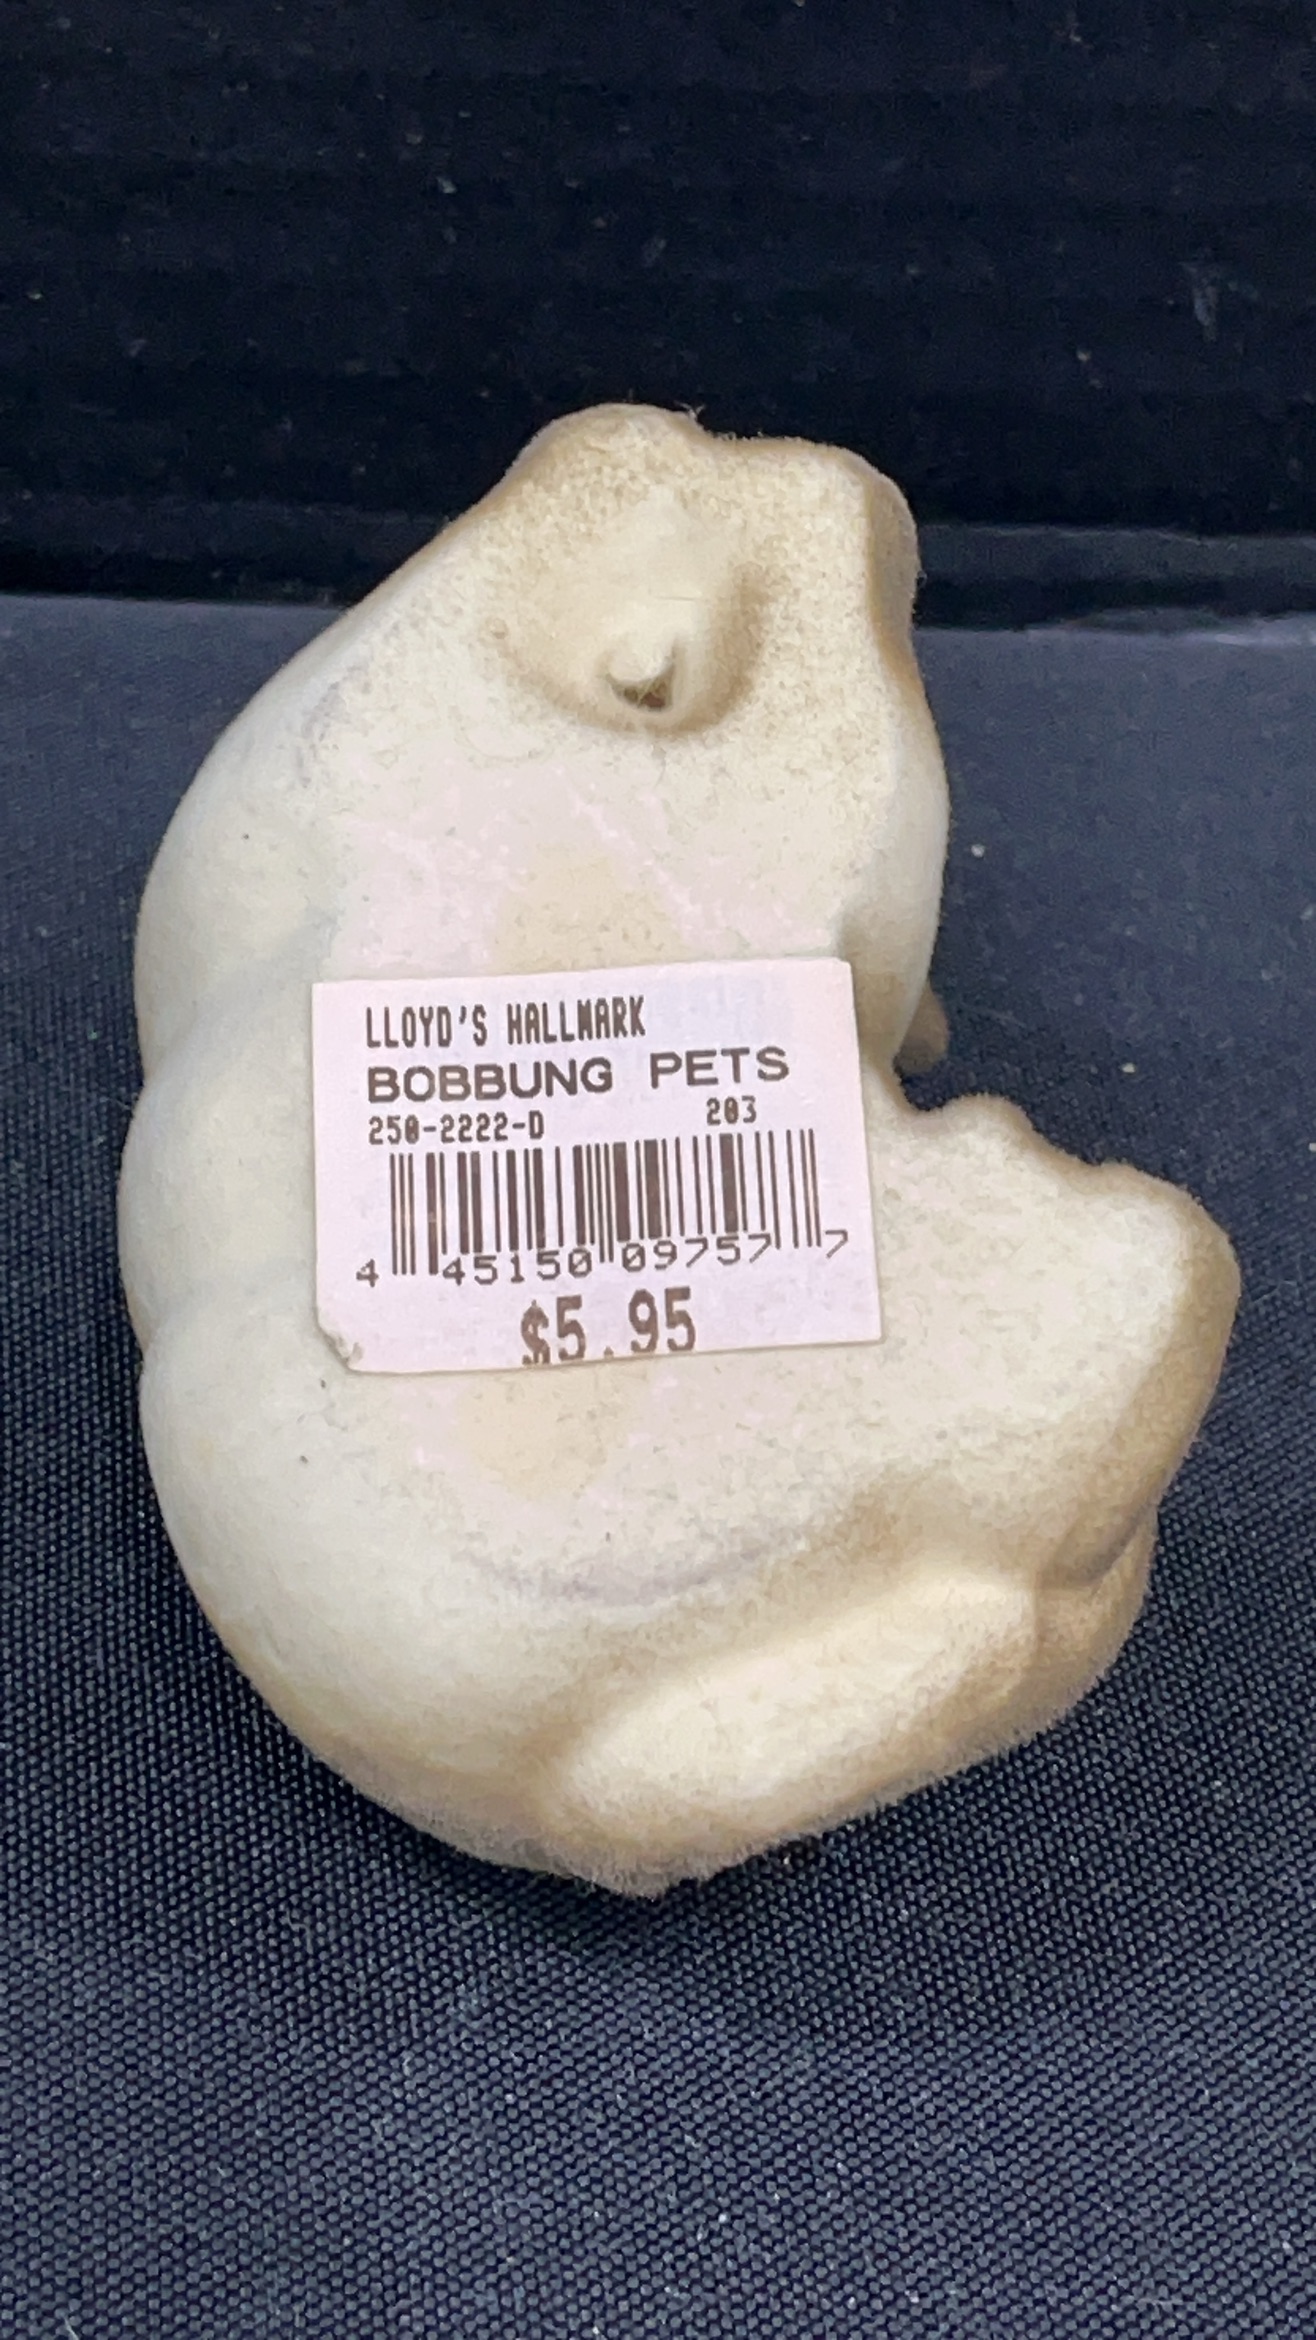 LLOYD'S HALLMARK
BOBBUNG PETS
250-2222-D 203
4 45150 09757 7
$5.95